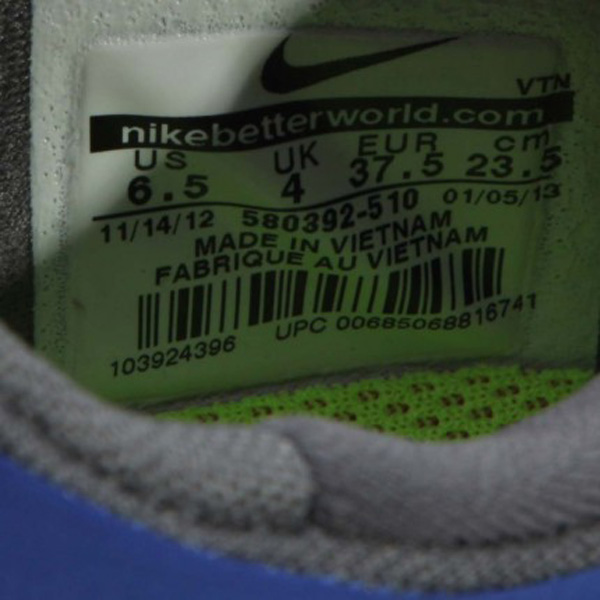 VTN
nikebetterworld.com
US UK EUR cm
6.5 4 37.5 23.5
11/14/12 580392-510 01/05/13
MADE IN VIETNAM
FABRIQUE AU VIETNAM
103924396 UPC 00685068816741